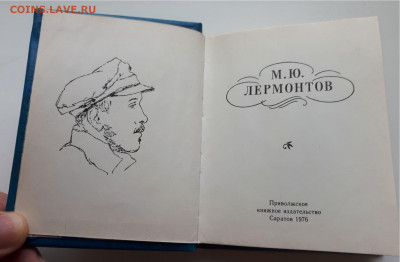 COINS.LAVE.RU
М. Ю.
ЛЕРМОНТОВ
Приволжское
книжное издательство
Саратов 1976